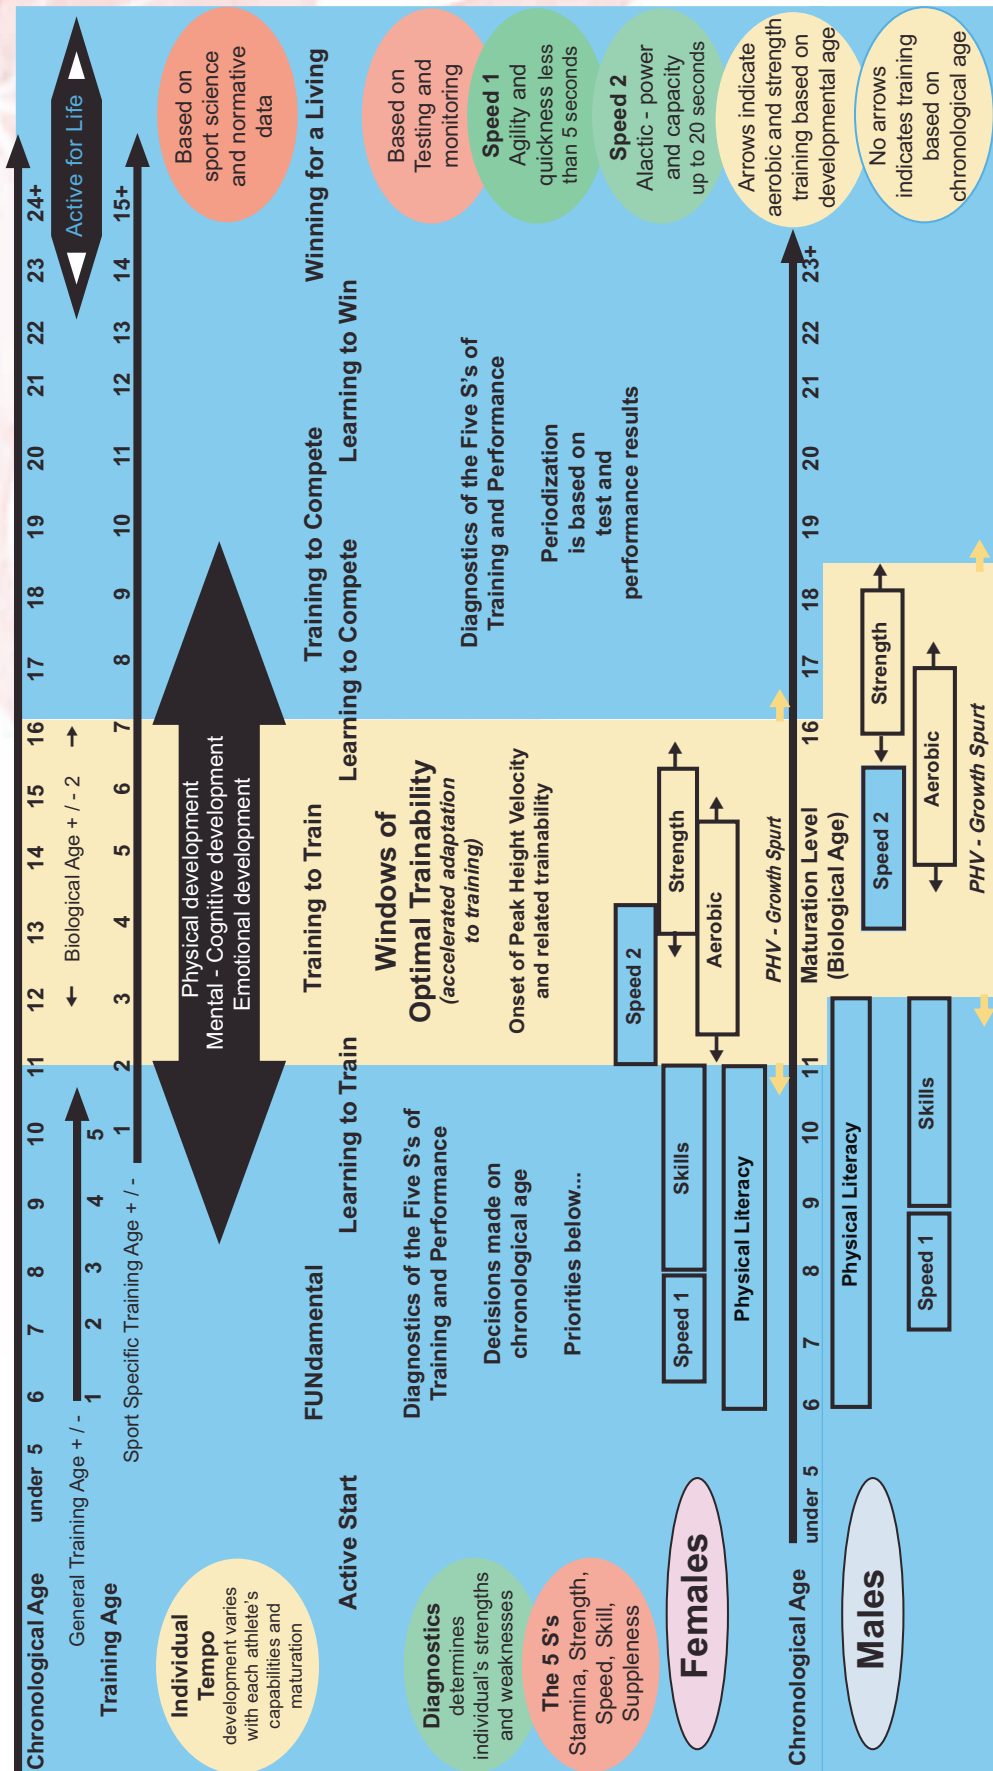 Chronological Age under 5 6 7 8 9 10 11 12 13 14 15 16 17 18 19 20 21 22 23 24+
General Training Age + / -
Biological Age + / - 2
Active for Life
Training Age 1 2 3 4 5
Sport Specific Training Age + / - 1 2 3 4 5 6 7 8 9 10 11 12 13 14 15+
Individual
Tempo
development varies
with each athlete's
capabilities and
maturation
Physical development
Mental - Cognitive development
Emotional development
Based on
sport science
and normative
data
FUNdamental
Training to Train
Training to Compete
Winning for a Living
Active Start
Learning to Train
Learning to Compete
Learning to Win
Diagnostics
determines
individual's strengths
and weaknesses
The 5 S's
Stamina, Strength,
Speed, Skill,
Suppleness
Diagnostics of the Five S's of
Training and Performance
Decisions made on
chronological age
Priorities below...
Windows of
Optimal Trainability
(accelerated adaptation
to training)
Onset of Peak Height Velocity
and related trainability
Diagnostics of the Five S's of
Training and Performance
Periodization
is based on
test and
performance results
Based on
Testing and
monitoring
Speed 1
Agility and
quickness less
than 5 seconds
Speed 2
Alactic - power
and capacity
up to 20 seconds
Arrows indicate
aerobic and strength
training based on
developmental age
No arrows
indicates training
based on
chronological age
Females
Speed 2
Speed 1
Skills
Strength
Physical Literacy
Aerobic
PHV - Growth Spurt
Chronological Age under 5 6 7 8 9 10 11
Maturation Level
(Biological Age)
16 17 18 19 20 21 22 23+
Males
Physical Literacy
Speed 2
Strength
Speed 1
Skills
Aerobic
PHV - Growth Spurt